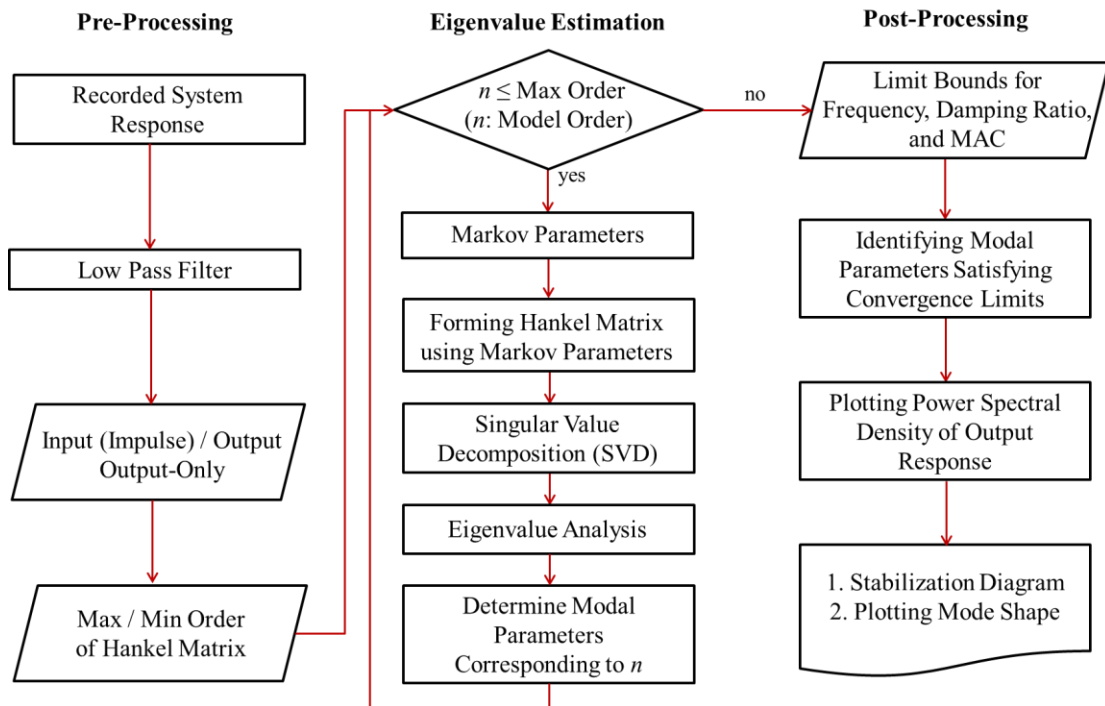 Pre-Processing
Recorded System
Response
Low Pass Filter
Input (Impulse) / Output
Output-Only
Max / Min Order
of Hankel Matrix
Eigenvalue Estimation
n ≤ Max Order
(n: Model Order)
no
yes
Markov Parameters
Forming Hankel Matrix
using Markov Parameters
Singular Value
Decomposition (SVD)
Eigenvalue Analysis
Determine Modal
Parameters
Corresponding to n
Post-Processing
Limit Bounds for
Frequency, Damping Ratio,
and MAC
Identifying Modal
Parameters Satisfying
Convergence Limits
Plotting Power Spectral
Density of Output
Response
1. Stabilization Diagram
2. Plotting Mode Shape